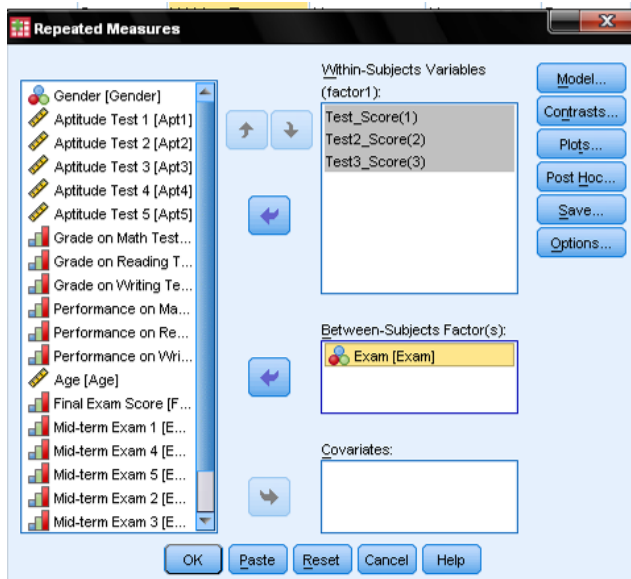 Repeated Measures
Gender [Gender]
Aptitude Test 1 [Apt1]
Aptitude Test 2 [Apt2]
Aptitude Test 3 [Apt3]
Aptitude Test 4 [Apt4]
Aptitude Test 5 [Apt5]
Grade on Math Test...
Grade on Reading T...
Grade on Writing Te...
Performance on Ma...
Performance on Re...
Performance on Wri...
Age [Age]
Final Exam Score [F...
Mid-term Exam 1 [E...
Mid-term Exam 4 [E...
Mid-term Exam 5 [E...
Mid-term Exam 2 [E...
Mid-term Exam 3 [E...
Within-Subjects Variables
(factor1):
Test_Score(1)
Test2_Score(2)
Test3_Score(3)
Between-Subjects Factor(s):
Exam [Exam]
Covariates:
Model...
Contrasts...
Plots...
Post Hoc...
Save...
Options...
OK
Paste
Reset
Cancel
Help